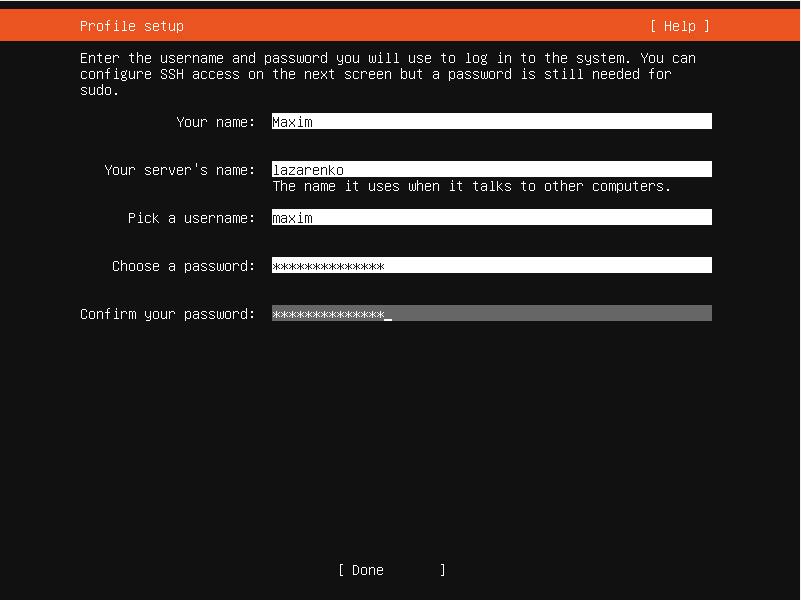 Profile setup [ Help ]
Enter the username and password you will use to log in to the system. You can
configure SSH access on the next screen but a password is still needed for
sudo.
Your name: Maxim
Your server's name: lazarenko
The name it uses when it talks to other computers.
Pick a username: maxim
Choose a password: **************
Confirm your password: **************_
[ Done ]